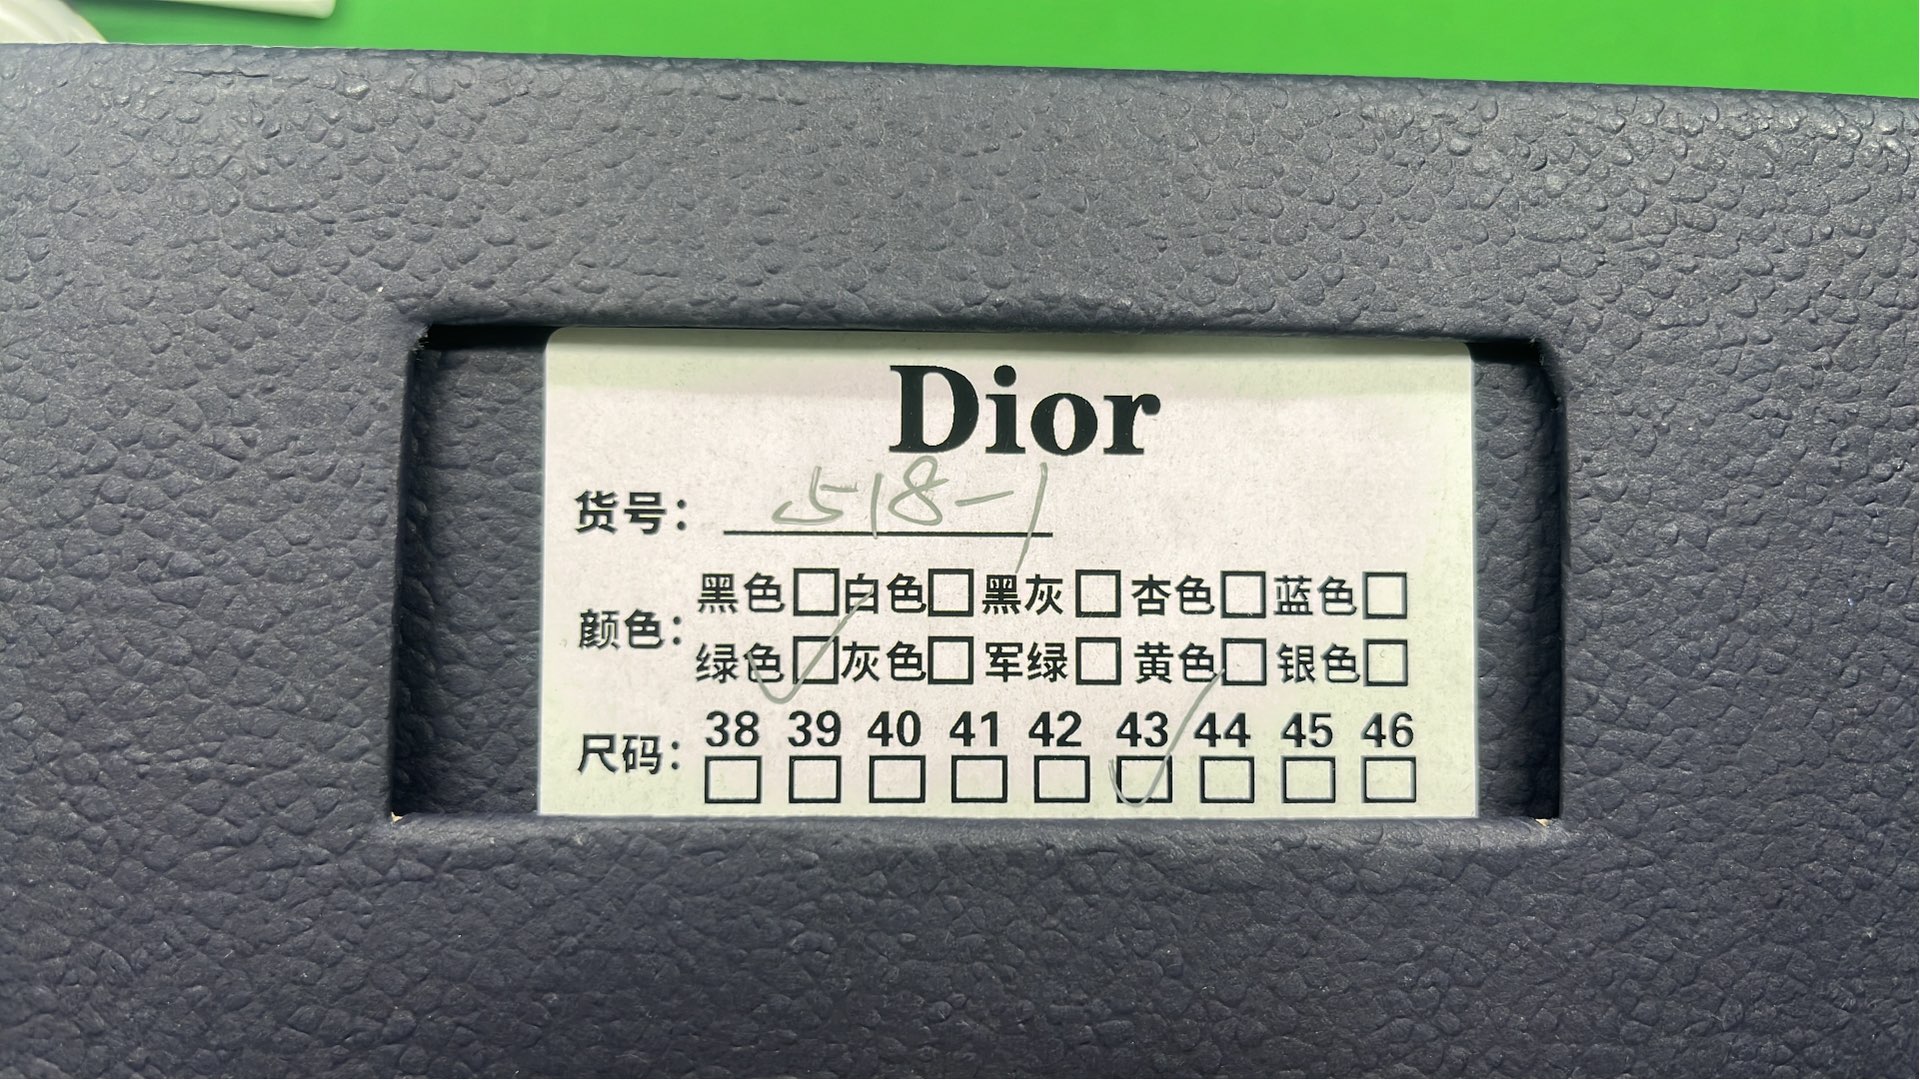 Dior
货号： 518-1
颜色： 黑色□白色□黑灰□杏色□蓝色□
绿色☑灰色□军绿□黄色□银色□
38 39 40 41 42 43 44 45 46
尺码： □ □ □ □ □ ☑ □ □ □